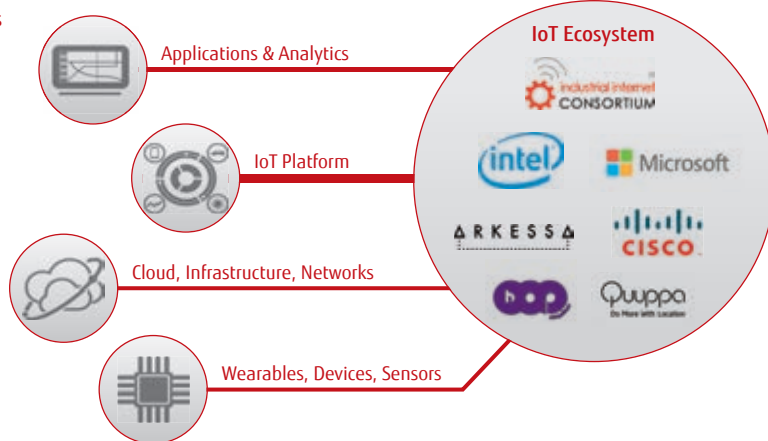 s
Applications & Analytics
IoT Platform
Cloud, Infrastructure, Networks
Wearables, Devices, Sensors
IoT Ecosystem
industrial internet
CONSORTIUM
intel
Microsoft
ARKESSA
CISCO
hop
Quuppa
Do More With Location